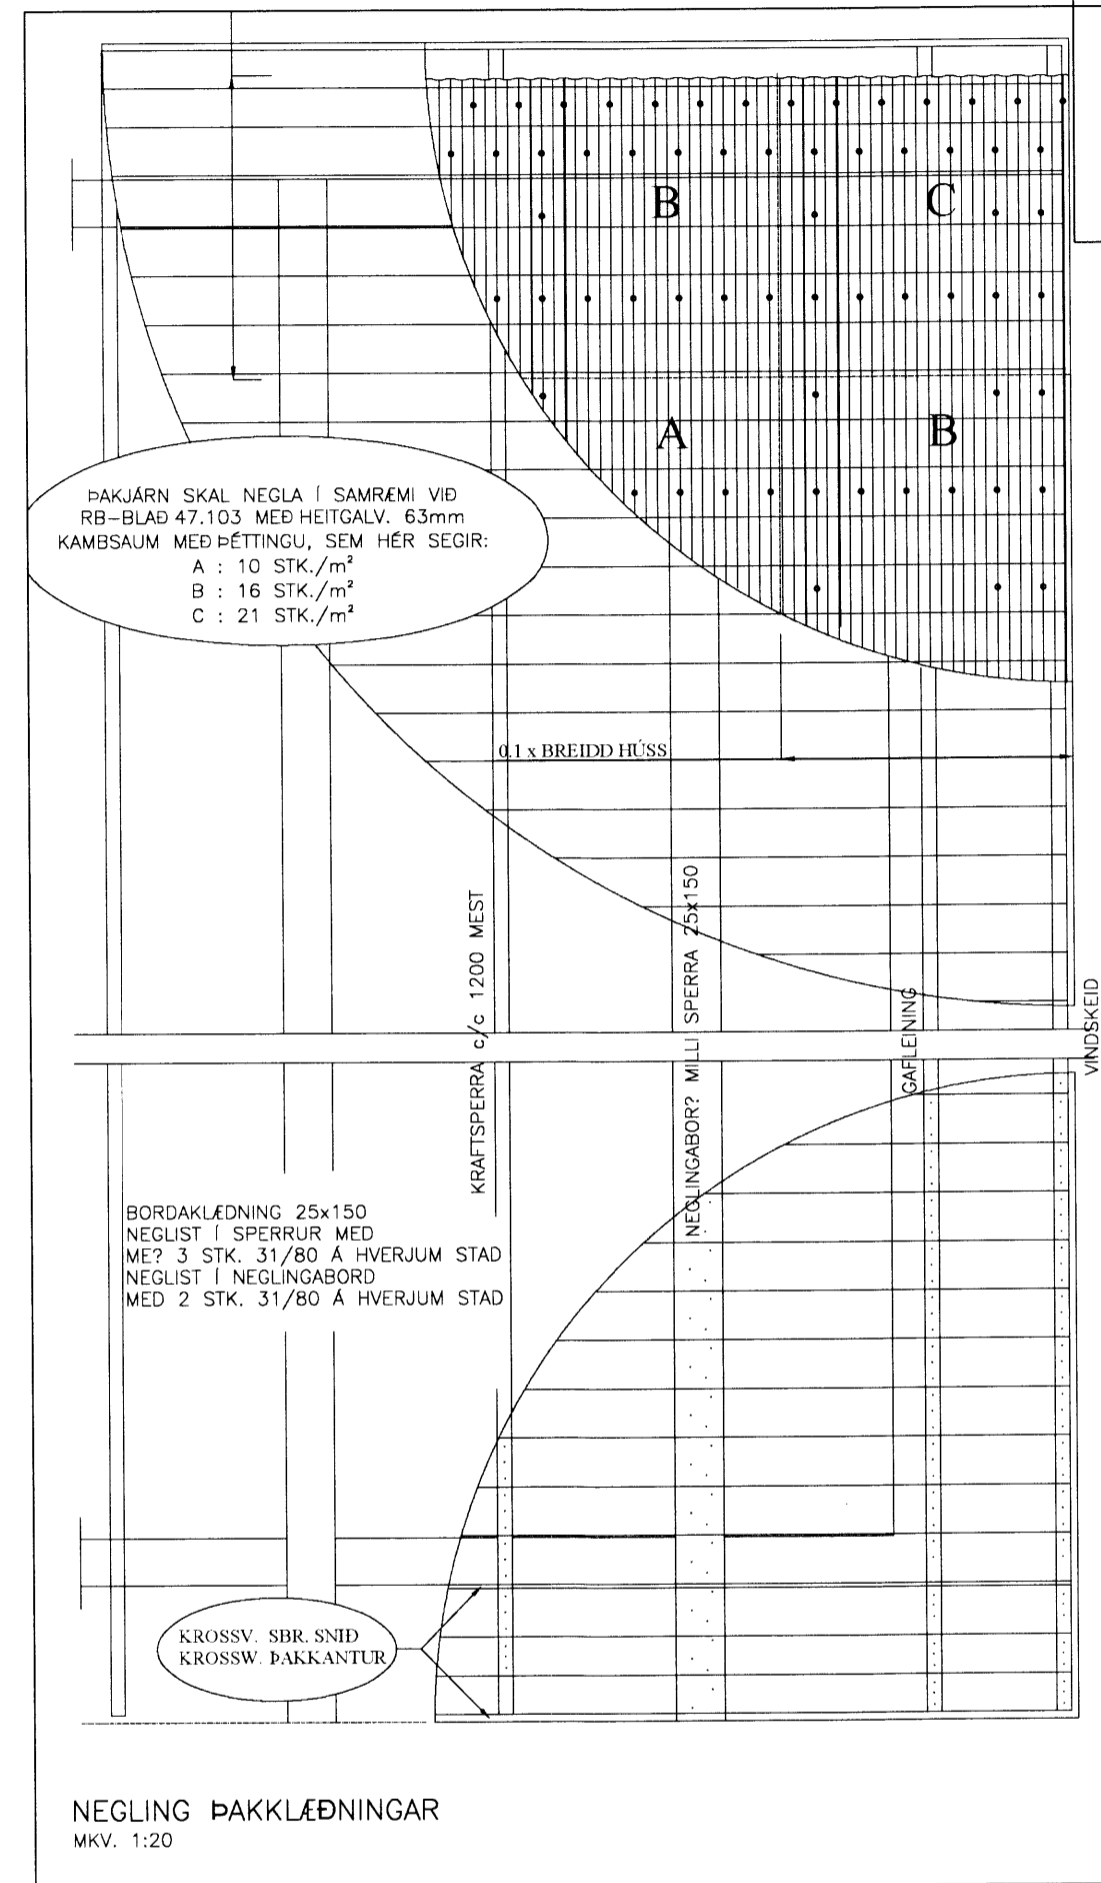 B
C
A
B
ÞAKJÁRN SKAL NEGLA Í SAMRÆMI VIÐ
RB-BLAÐ 47.103 MEÐ HEITGALV. 63mm
KAMBSAUM MEÐ ÞÉTTINGU, SEM HÉR SEGIR:
A : 10 STK./m²
B : 16 STK./m²
C : 21 STK./m²
0.1 x BREIDD HÚSS
KRAFTSPERRA c/c 1200 MEST
NEGLINGABOR? MILLI SPERRA 25x150
GAFLEINING
VINDSKEID
BORDAKLÆDNING 25x150
NEGLIST Í SPERRUR MED
ME? 3 STK. 31/80 Á HVERJUM STAD
NEGLIST Í NEGLINGABORD
MED 2 STK. 31/80 Á HVERJUM STAD
KROSSV. SBR. SNIÐ
KROSSW. ÞAKKANTUR
NEGLING ÞAKKLÆÐNINGAR
MKV. 1:20